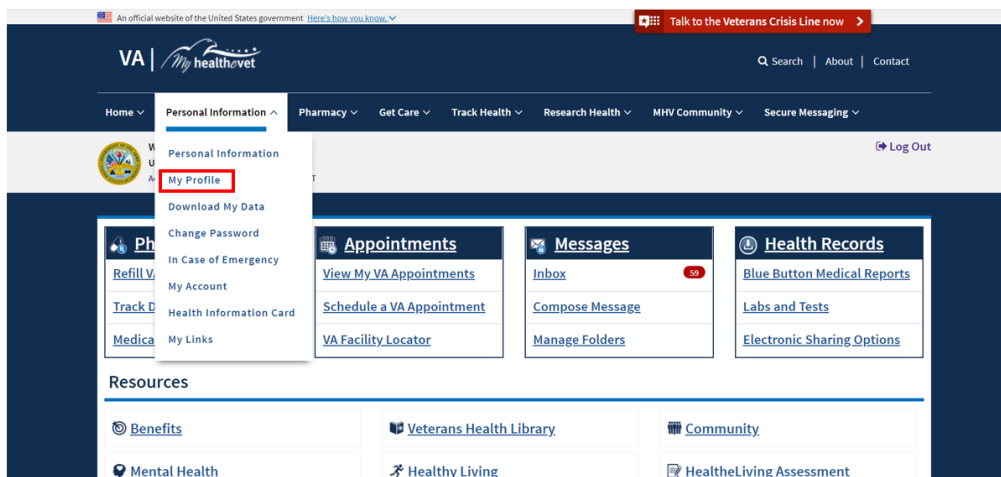 An official website of the United States government Here's how you know.
Talk to the Veterans Crisis Line now
VA | My healthevet
Search | About | Contact
Home Personal Information Pharmacy Get Care Track Health Research Health MHV Community Secure Messaging
Log Out
Personal Information
My Profile
Download My Data
Change Password
In Case of Emergency
My Account
Health Information Card
My Links
Appointments
View My VA Appointments
Schedule a VA Appointment
VA Facility Locator
Messages
Inbox 59
Compose Message
Manage Folders
Health Records
Blue Button Medical Reports
Labs and Tests
Electronic Sharing Options
Refill
Track
Resources
Benefits Veterans Health Library Community
Mental Health Healthy Living HealtheLiving Assessment